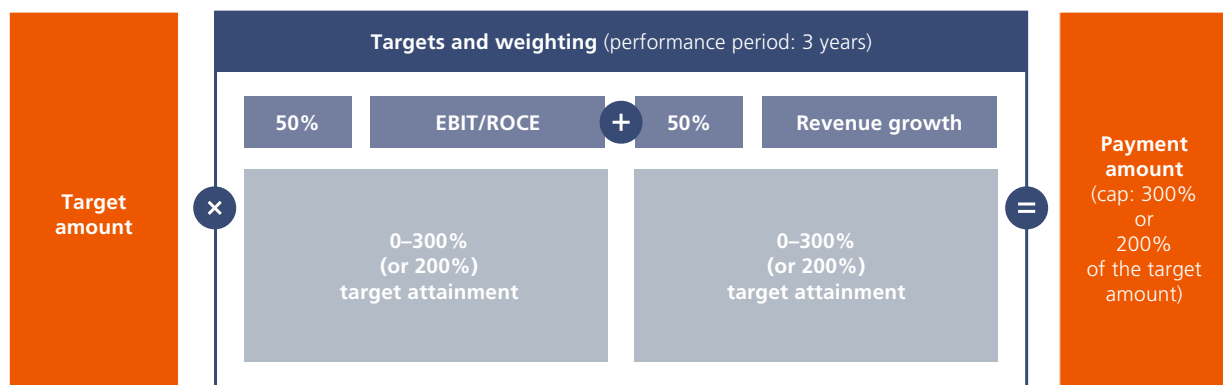 Targets and weighting (performance period: 3 years)
50%
EBIT/ROCE
+
50%
Revenue growth
Target
amount
×
0–300%
(or 200%)
target attainment
0–300%
(or 200%)
target attainment
=
Payment
amount
(cap: 300%
or
200%
of the target
amount)